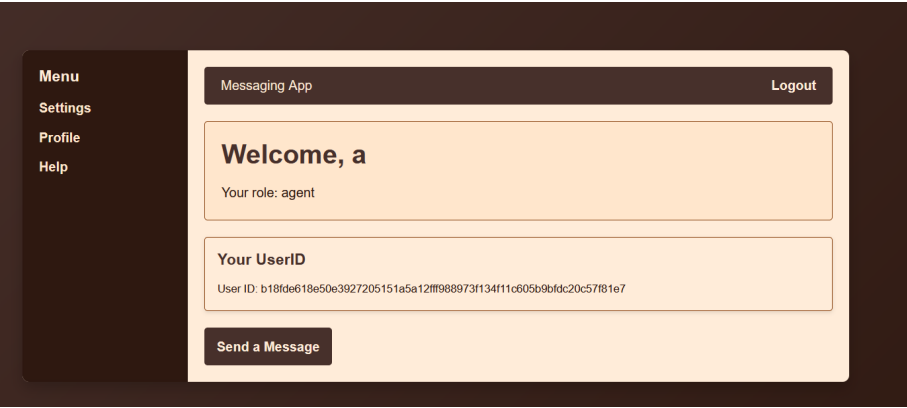 Menu
Settings
Profile
Help
Messaging App
Logout
Welcome, a
Your role: agent
Your UserID
User ID: b18fde618e50e3927205151a5a12fff988973f134f11c605b9bfdc20c57f81e7
Send a Message